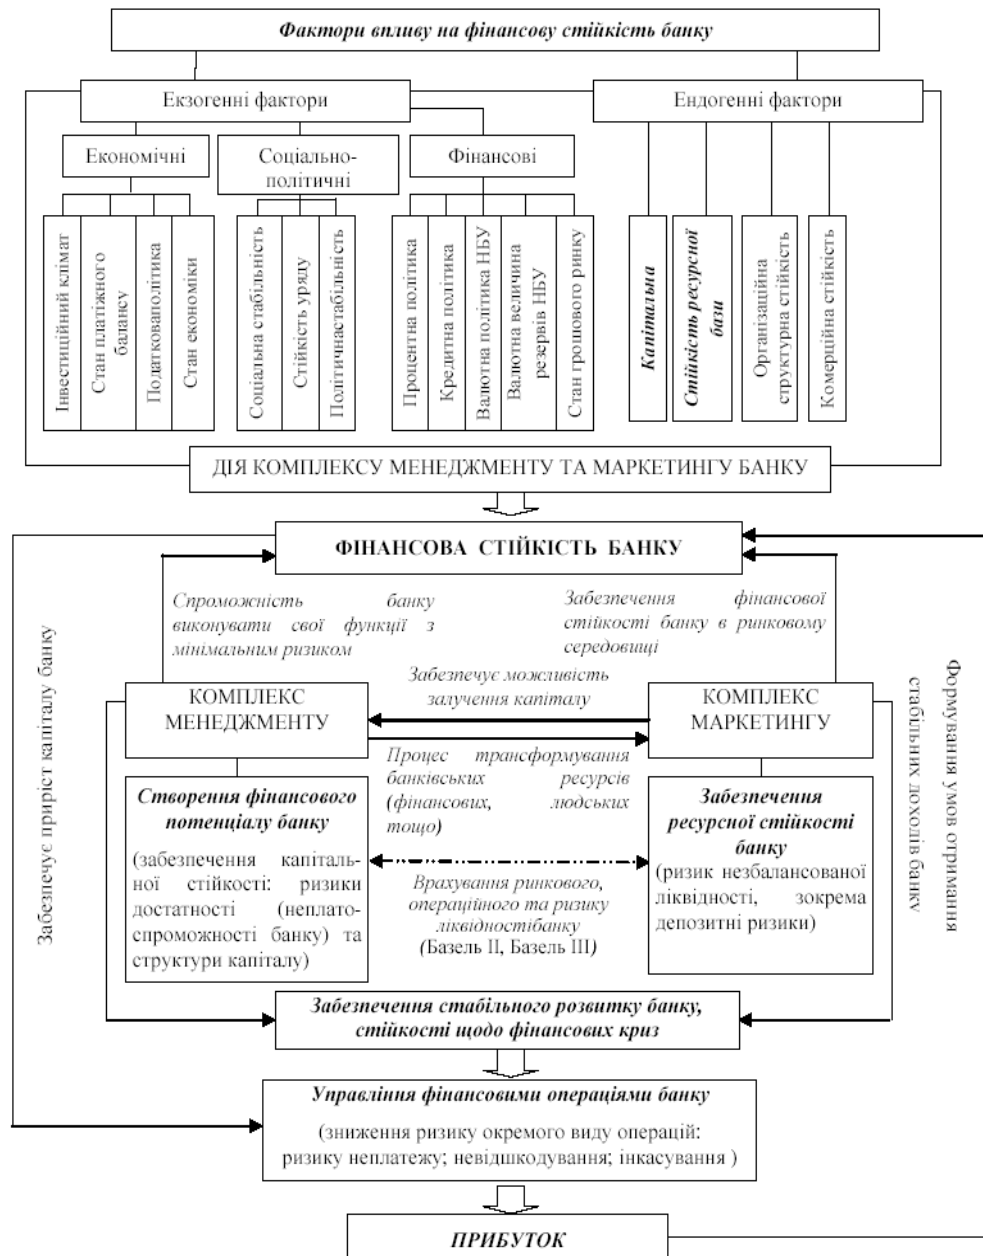 Фактори впливу на фінансову стійкість банку
Екзогенні фактори
Ендогенні фактори
Економічні
Соціально-
політичні
Фінансові
Інвестиційний клімат
Стан платіжного
балансу
Податковаполітика
Стан економіки
Соціальна стабільність
Стійкість уряду
Політичнастабільність
Процентна політика
Кредитна політика
Валютна політика НБУ
Валютна величина
резервів НБУ
Стан грошового ринку
Капітальна
Стійкість ресурсної
бази
Організаційна
структурна стійкість
Комерційна стійкість
ДІЯ КОМПЛЕКСУ МЕНЕДЖМЕНТУ ТА МАРКЕТИНГУ БАНКУ
ФІНАНСОВА СТІЙКІСТЬ БАНКУ
Спроможність банку
виконувати свої функції з
мінімальним ризиком
Забезпечення фінансової
стійкості банку в ринковому
середовищі
Забезпечує можливість
залучення капіталу
КОМПЛЕКС
МЕНЕДЖМЕНТУ
КОМПЛЕКС
МАРКЕТИНГУ
Процес трансформування
банківських ресурсів
(фінансових, людських
тощо)
Створення фінансового
потенціалу банку
(забезпечення капіталь-
ної стійкості: ризики
достатності (неплато-
спроможності банку) та
структури капіталу)
Забезпечення
ресурсної стійкості
банку
(ризик незбалансованої
ліквідності, зокрема
депозитні ризики)
Врахування ринкового,
операційного та ризику
ліквідностібанку
(Базель II, Базель III)
Забезпечує приріст капіталу банку
Формування умов отримання
стабільних доходів банку
Забезпечення стабільного розвитку банку,
стійкості щодо фінансових криз
Управління фінансовими операціями банку
(зниження ризику окремого виду операцій:
ризику неплатежу; невідшкодування; інкасування )
ПРИБУТОК